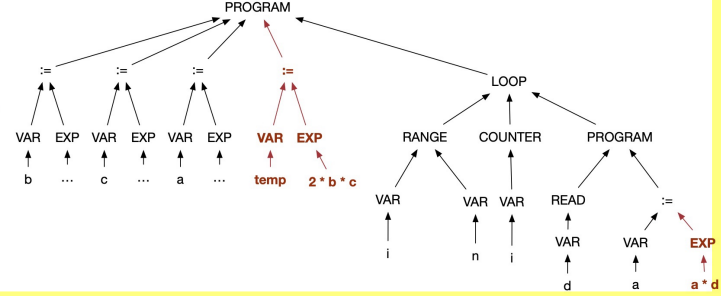 PROGRAM
:= := := :=
LOOP
VAR EXP VAR EXP VAR EXP VAR EXP RANGE COUNTER PROGRAM
b ... c ... a ... temp 2 * b * c
VAR VAR VAR READ :=
i n i VAR VAR EXP
d a a * d